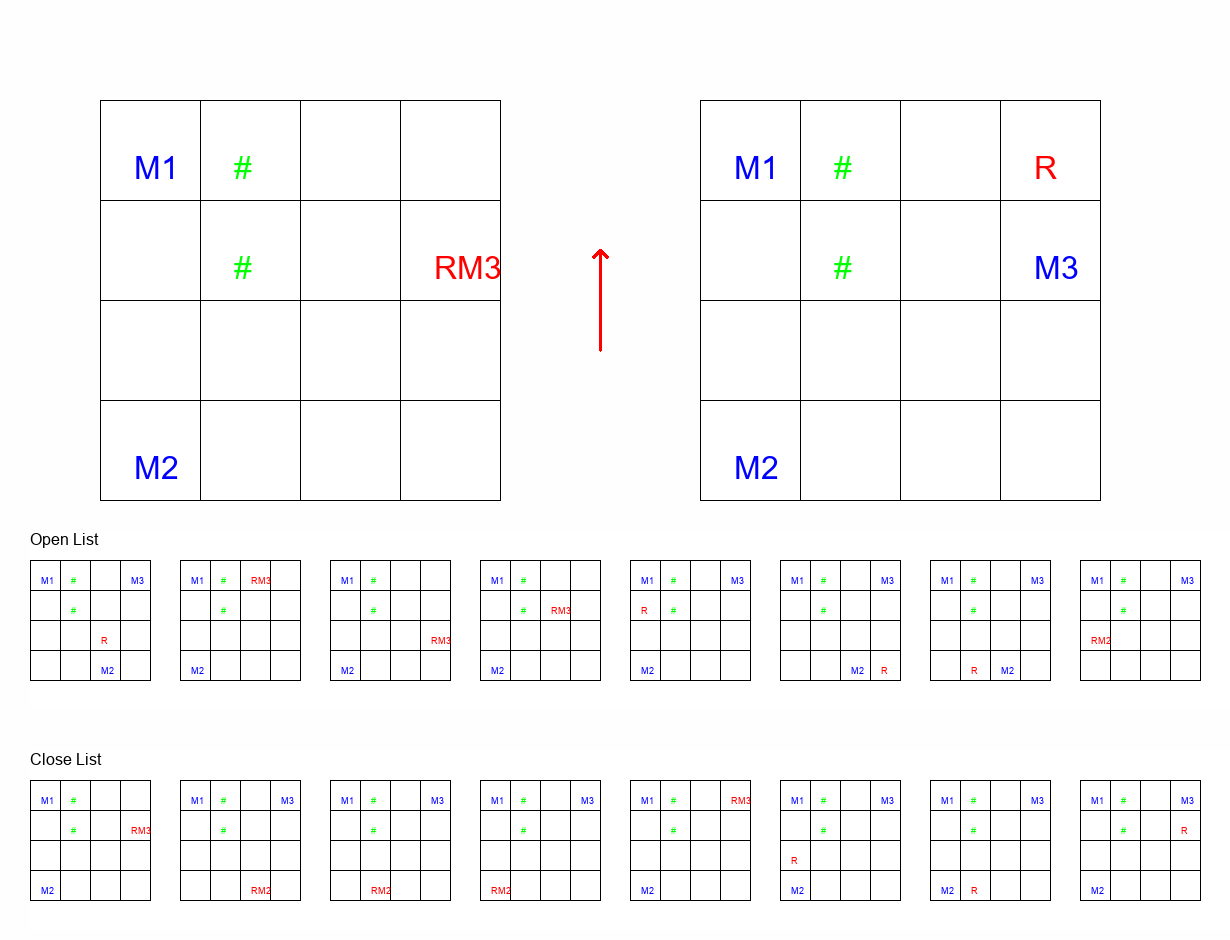 M1 # M1 # R
# RM3 # M3
M2 M2
Open List
M1 # M3 M1 # RM3 M1 # M1 # M1 # M3 M1 # M3 M1 # M3 M1 # M3
# # # # RM3 R # # # #
R RM3 RM2
M2 M2 M2 M2 M2 M2 R R M2
Close List
M1 # M1 # M3 M1 # M3 M1 # M3 M1 # RM3 M1 # M3 M1 # M3 M1 # M3
# RM3 # # # # # # # R
R
M2 RM2 RM2 RM2 M2 M2 M2 R M2